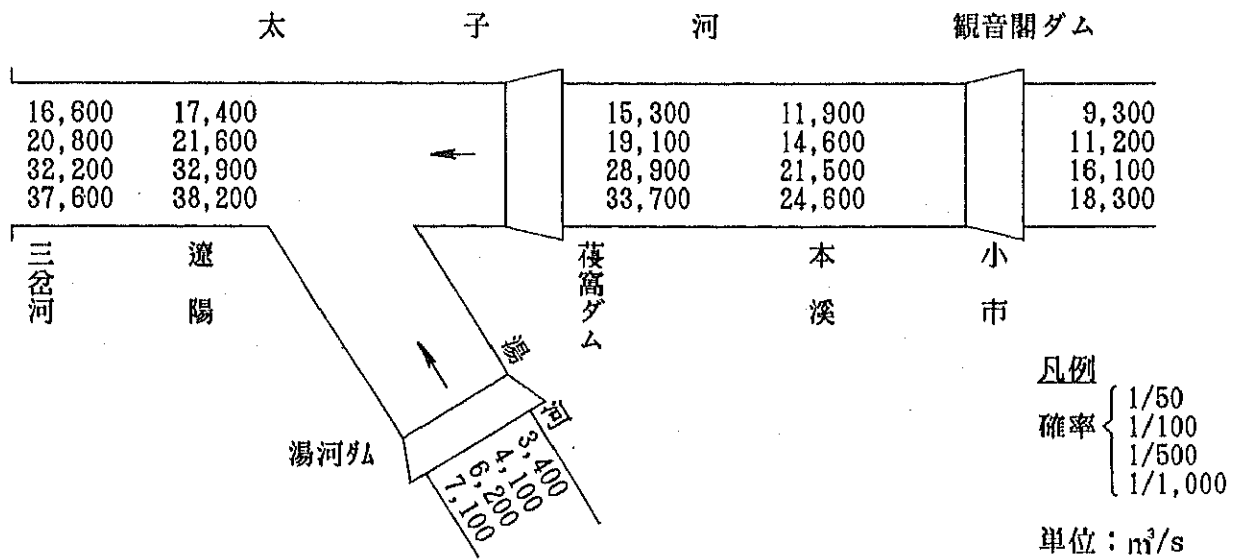 太 子 河 観音閣ダム
16,600 17,400 15,300 11,900 9,300
20,800 21,600 19,100 14,600 11,200
32,200 32,900 28,900 21,500 16,100
37,600 38,200 33,700 24,600 18,300
三岔河
遼陽
葠窩ダム
本溪
小市
湯河
湯河ダム
3,400
4,100
6,200
7,100
凡例
確率
1/50
1/100
1/500
1/1,000
単位：m³/s